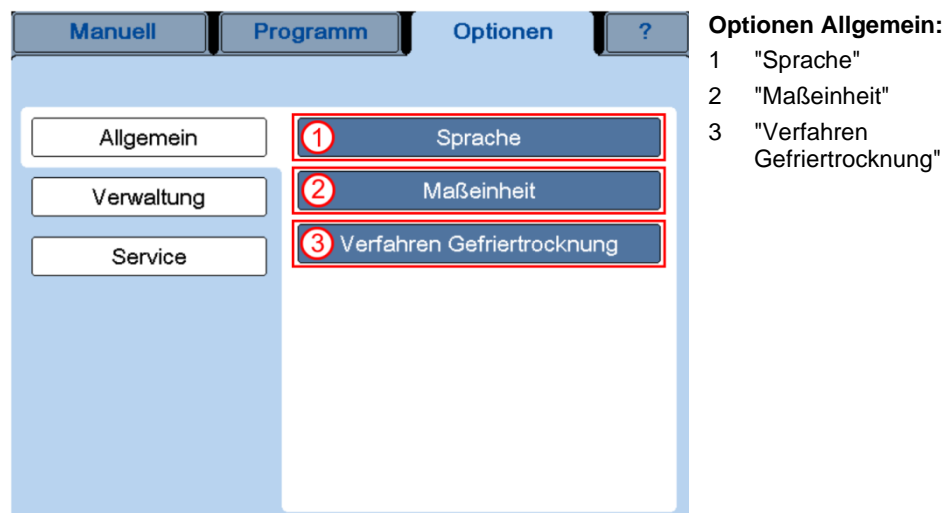 Manuell Programm Optionen ?
Allgemein
Verwaltung
Service
1 Sprache
2 Maßeinheit
3 Verfahren Gefriertrocknung
Optionen Allgemein:
1 "Sprache"
2 "Maßeinheit"
3 "Verfahren
Gefriertrocknung"